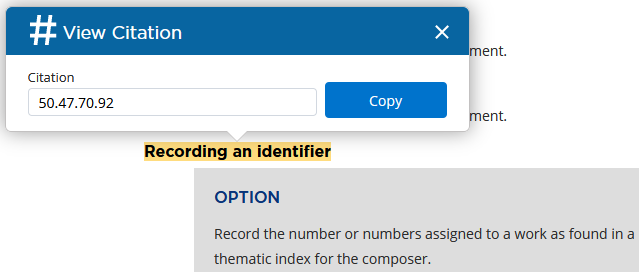 # View Citation
ment.
Citation
50.47.70.92
Copy
ment.
Recording an identifier
OPTION
Record the number or numbers assigned to a work as found in a
thematic index for the composer.